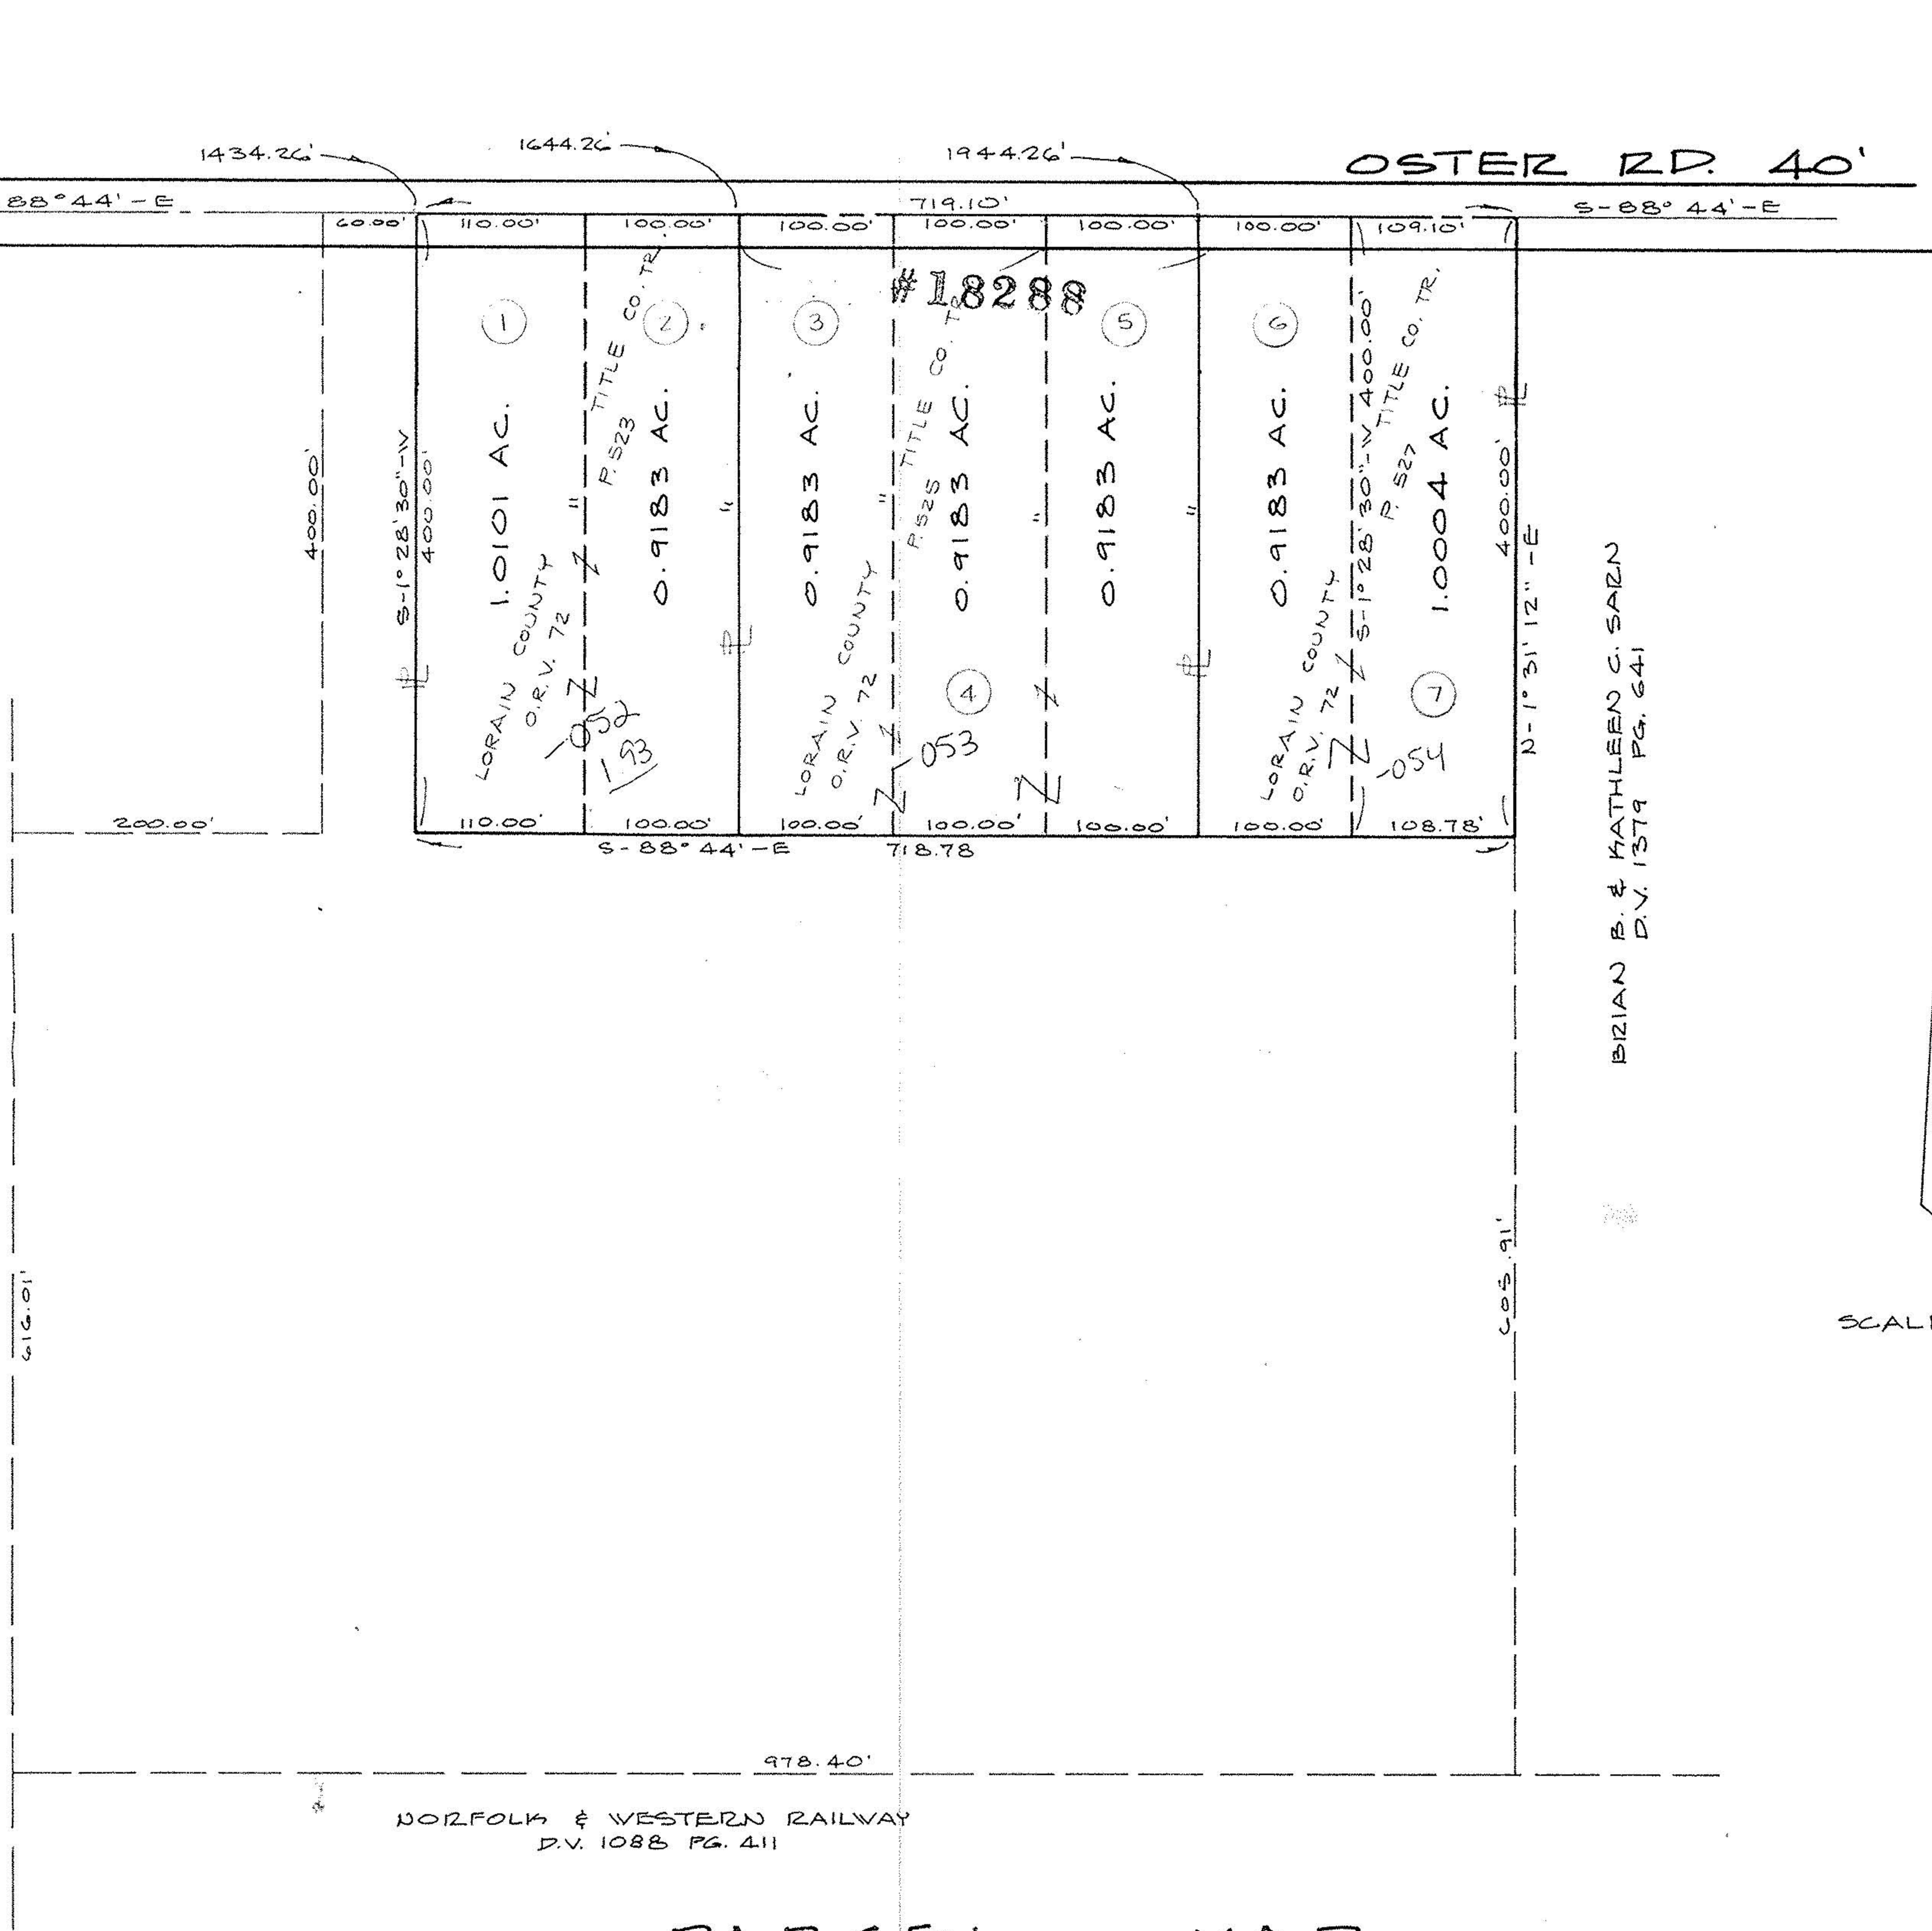 1434.26'
1644.26'
1944.26'
OSTER RD. 40'
88°44'-E
719.10'
S-88°44'-E
60.00'
110.00'
100.00'
100.00'
100.00'
100.00'
100.00'
109.10'
#18288
1
2
3
5
6
400.00'
S-1°28'30"-W
400.00'
1.0101 AC.
LORAIN COUNTY TITLE CO. TR.
O.R.V. 72 P. 523
"
0.9183 AC.
"
0.9183 AC.
"
LORAIN COUNTY TITLE CO. TR.
O.R.V. 72 P. 525
0.9183 AC.
"
0.9183 AC.
"
0.9183 AC.
S-1°28'30"-W 400.00'
LORAIN COUNTY TITLE CO. TR.
O.R.V. 72 P. 527
1.0004 AC.
400.00'
N-1°31'12"-E
PL
PL
PL
PL
4
7
-052
1.93
-053
-054
BRIAN B. & KATHLEEN C. SARN
D.V. 1379 PG. 641
200.00'
110.00'
100.00'
100.00'
100.00'
100.00'
100.00'
108.78'
S-88°44'-E
718.78
616.01'
605.91'
SCAL
978.40'
NORFOLK & WESTERN RAILWAY
D.V. 1088 PG. 411